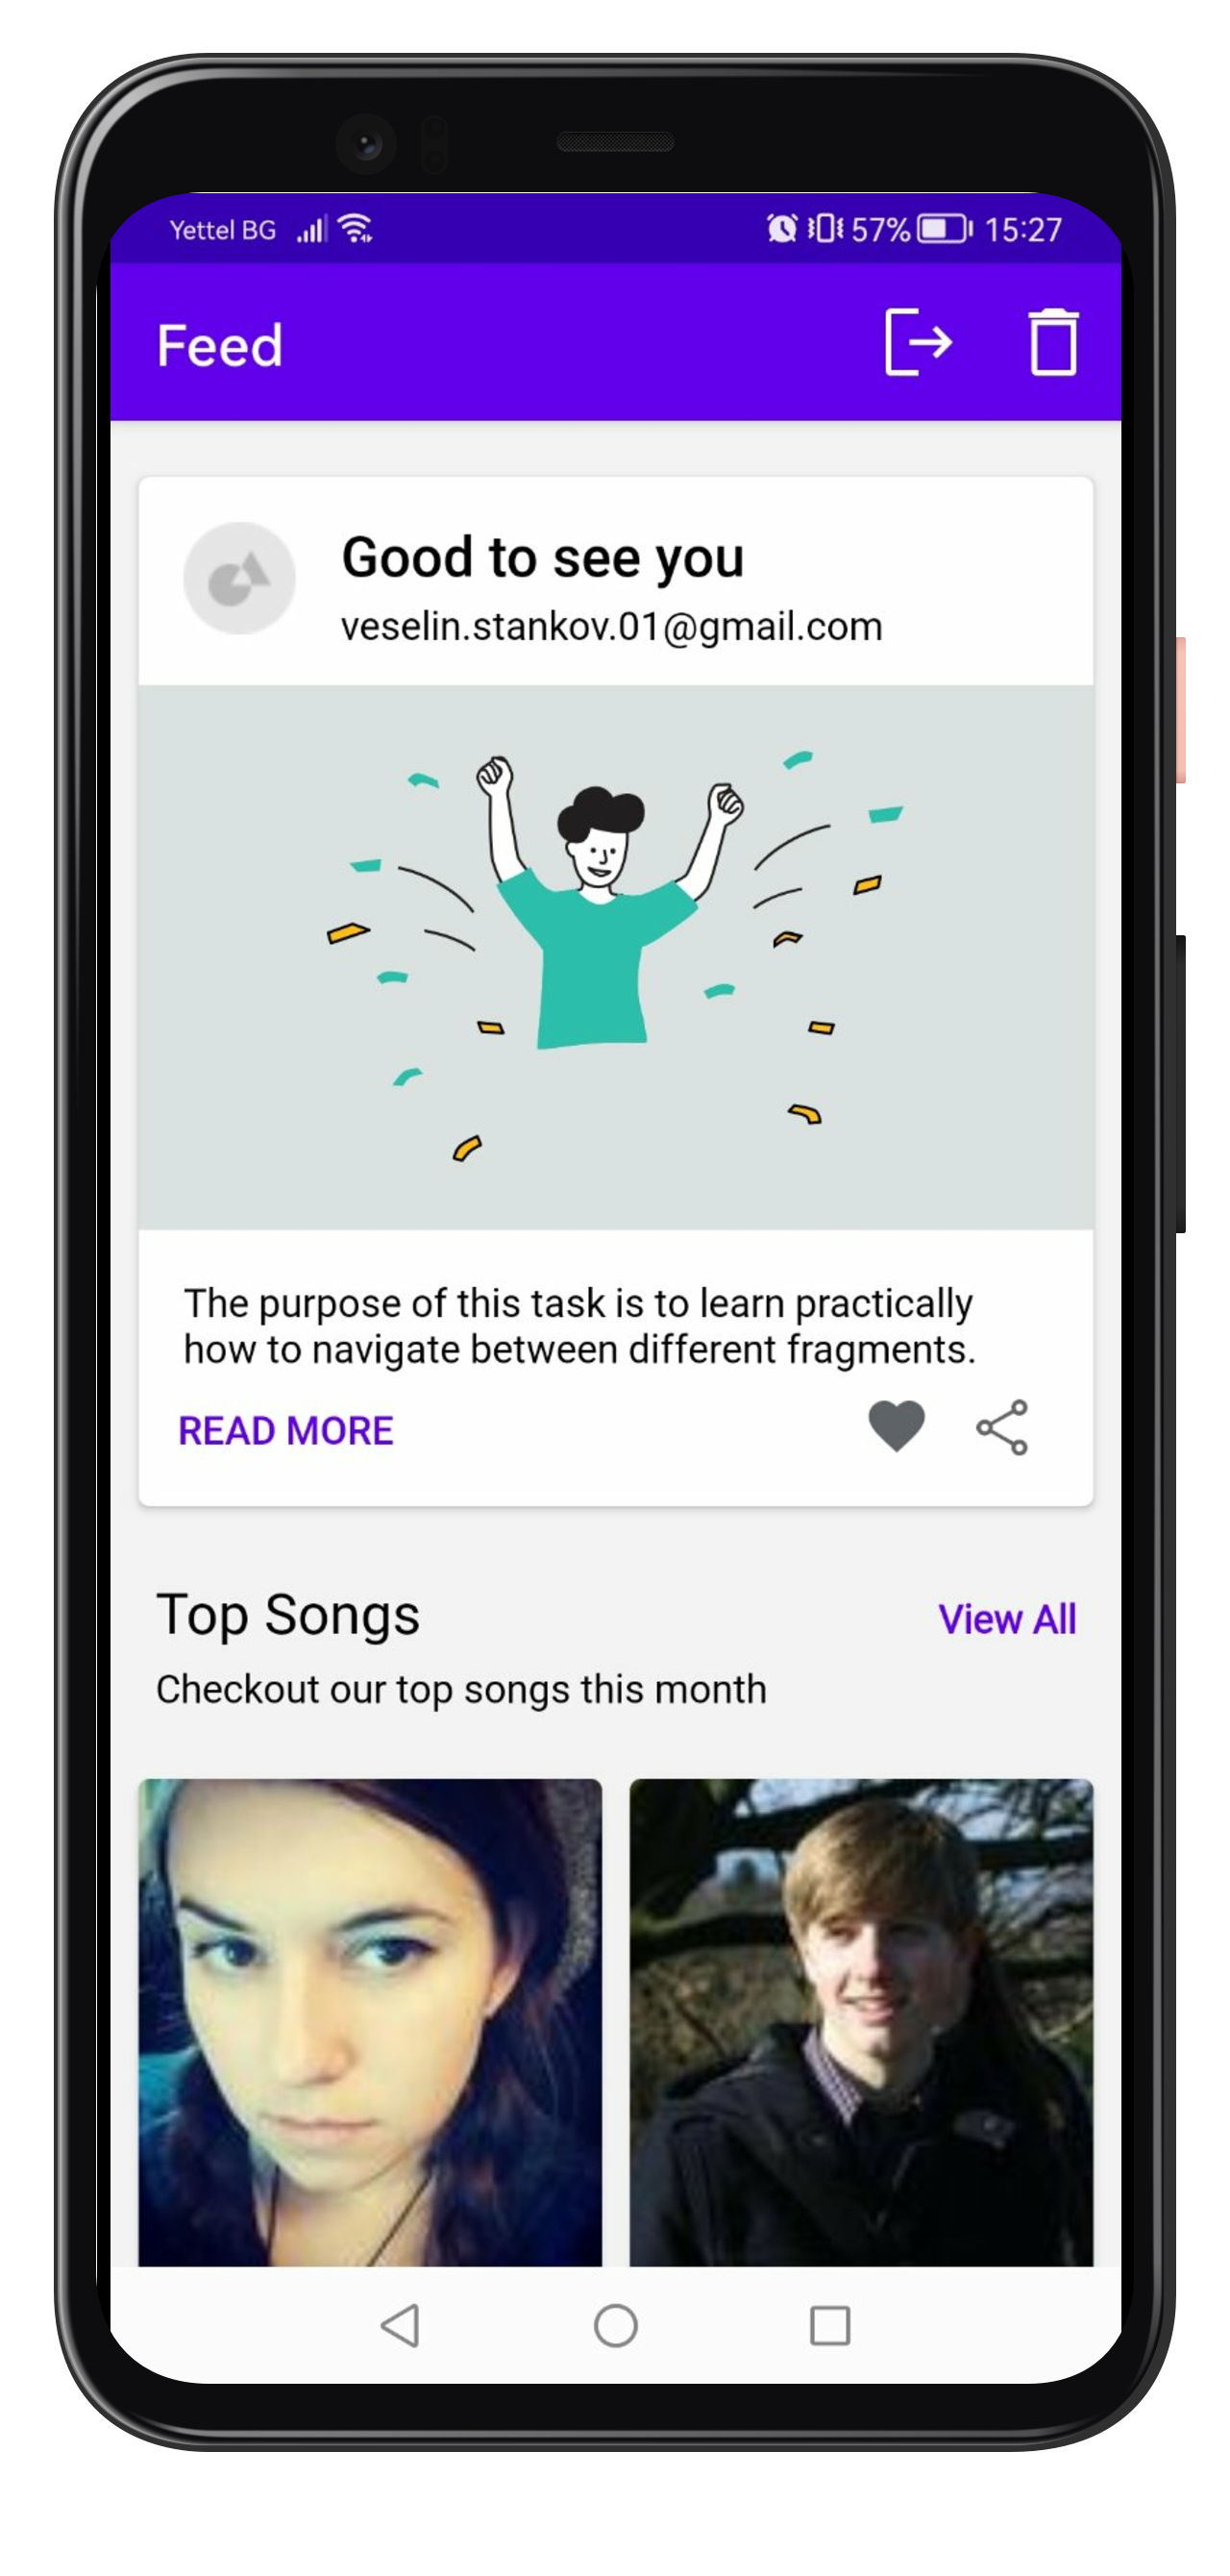 Yettel BG 57% 15:27
Feed
Good to see you
veselin.stankov.01@gmail.com
The purpose of this task is to learn practically
how to navigate between different fragments.
READ MORE
Top Songs
View All
Checkout our top songs this month